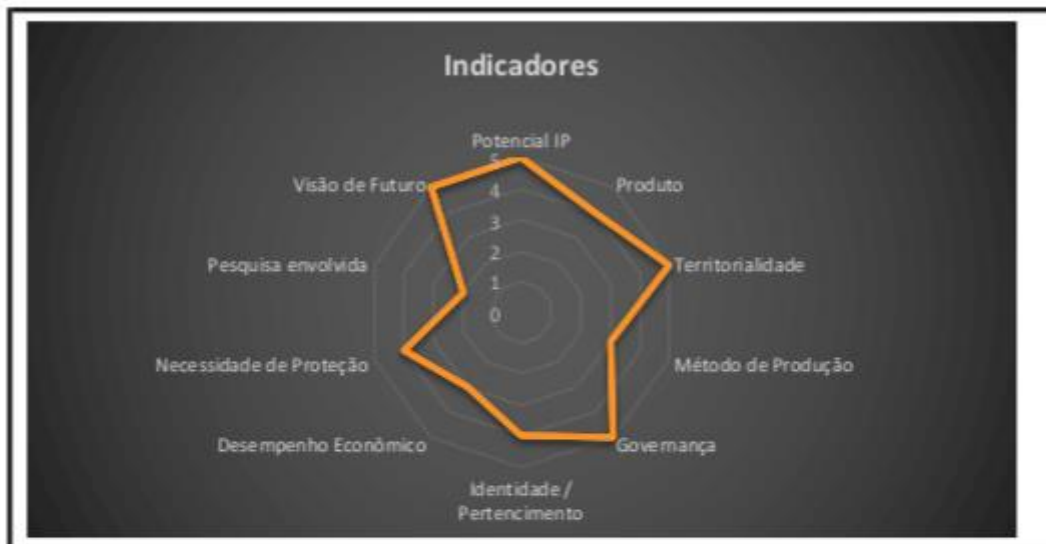 Indicadores
Potencial IP
Produto
Territorialidade
Método de Produção
Governança
Identidade /
Pertencimento
Desempenho Econômico
Necessidade de Proteção
Pesquisa envolvida
Visão de Futuro
5
4
3
2
1
0